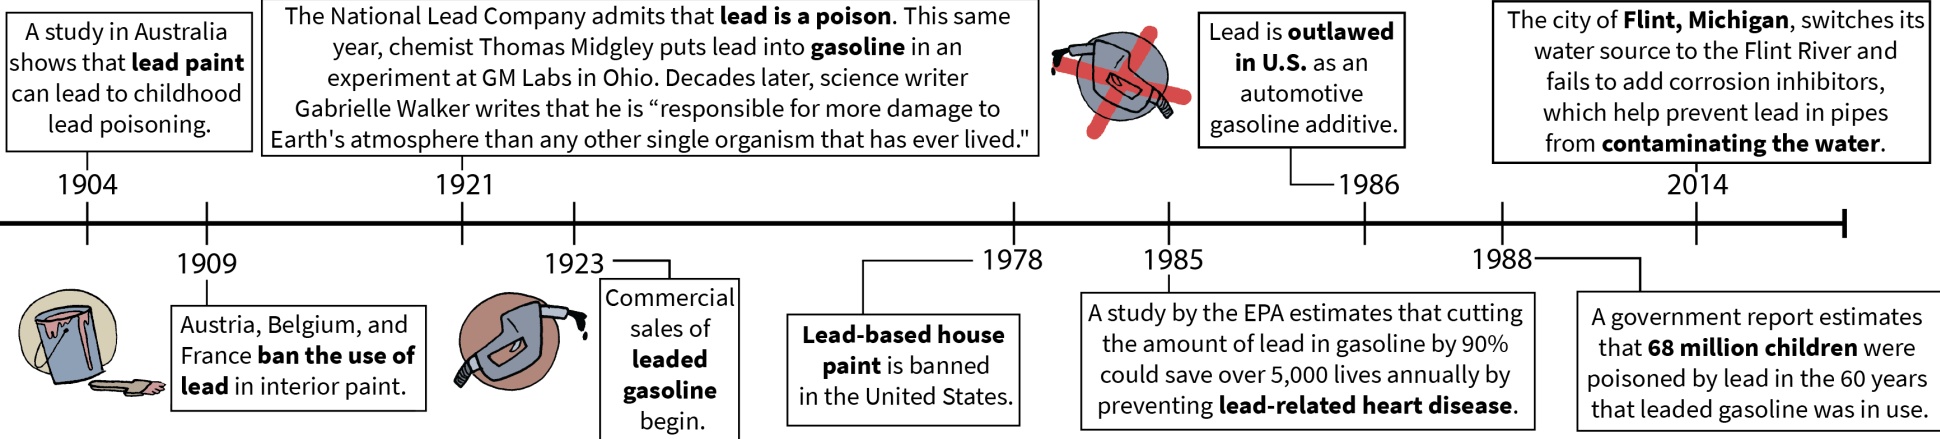 A study in Australia
shows that lead paint
can lead to childhood
lead poisoning.
1904
Austria, Belgium, and
France ban the use of
lead in interior paint.
1909
The National Lead Company admits that lead is a poison. This same
year, chemist Thomas Midgley puts lead into gasoline in an
experiment at GM Labs in Ohio. Decades later, science writer
Gabrielle Walker writes that he is “responsible for more damage to
Earth's atmosphere than any other single organism that has ever lived."
1921
1923
Commercial
sales of
leaded
gasoline
begin.
1978
Lead-based house
paint is banned
in the United States.
1985
A study by the EPA estimates that cutting
the amount of lead in gasoline by 90%
could save over 5,000 lives annually by
preventing lead-related heart disease.
Lead is outlawed
in U.S. as an
automotive
gasoline additive.
1986
1988
A government report estimates
that 68 million children were
poisoned by lead in the 60 years
that leaded gasoline was in use.
The city of Flint, Michigan, switches its
water source to the Flint River and
fails to add corrosion inhibitors,
which help prevent lead in pipes
from contaminating the water.
2014